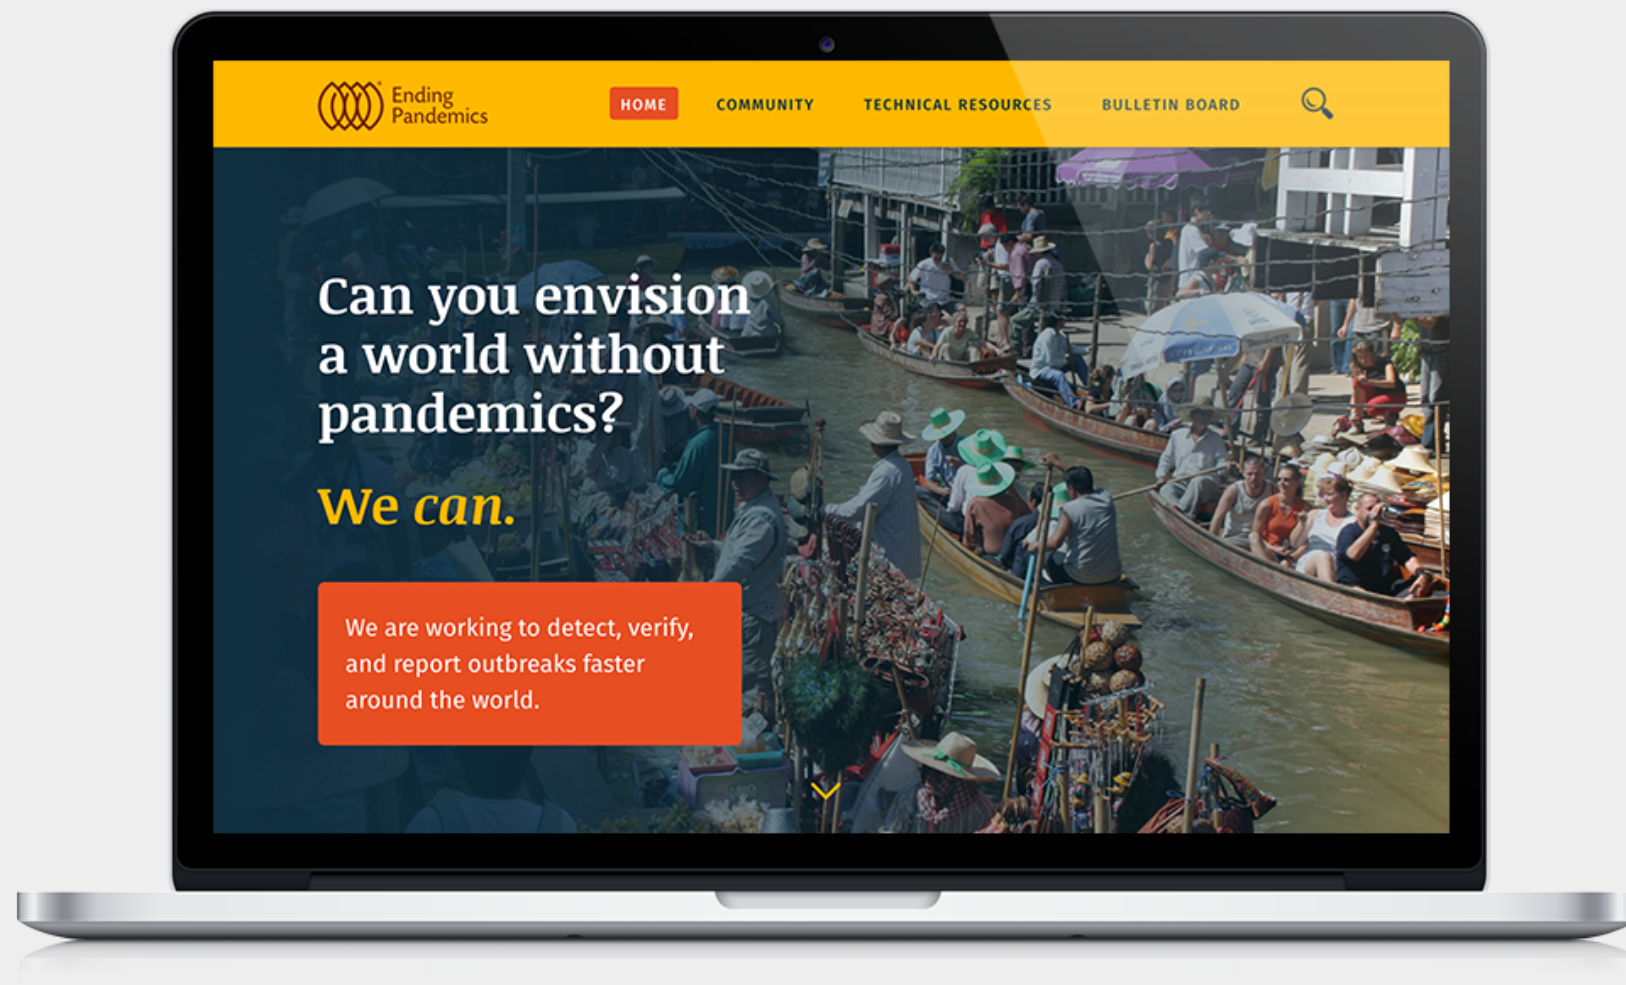 Ending
Pandemics
HOME
COMMUNITY
TECHNICAL RESOURCES
BULLETIN BOARD
Can you envision
a world without
pandemics?
We can.
We are working to detect, verify,
and report outbreaks faster
around the world.